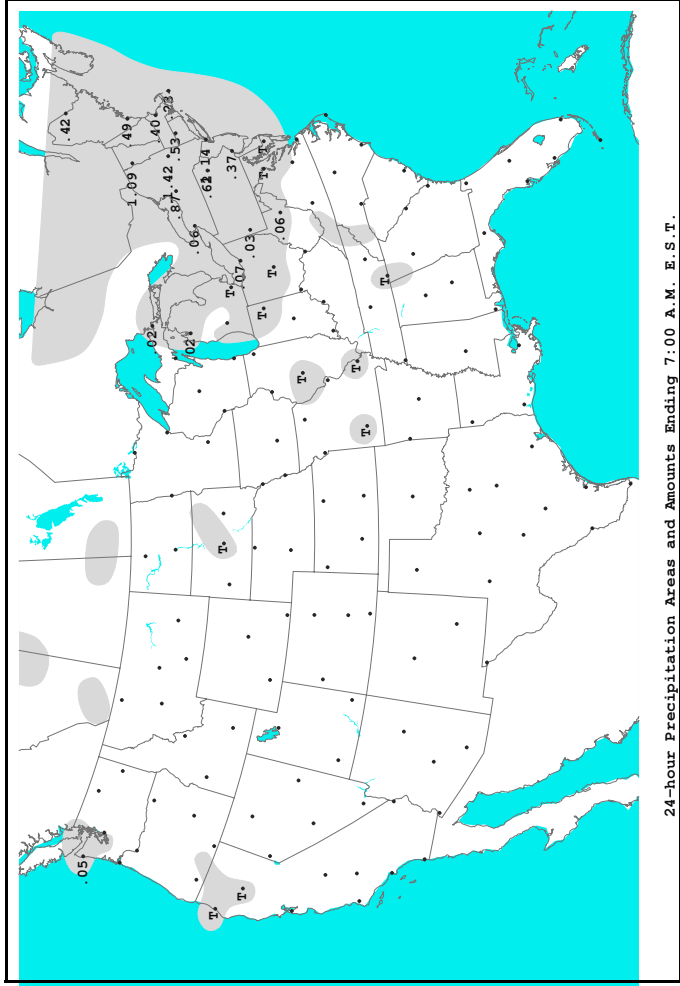 .42
.05
.49
1.09
.02
.40
.23
1.42
.53
.87
.02
.06
.14
T
T
T
.37
.07
T
.03
T
T
T
T
.06
T
T
T
T
24-hour Precipitation Areas and Amounts Ending 7:00 A.M. E.S.T.